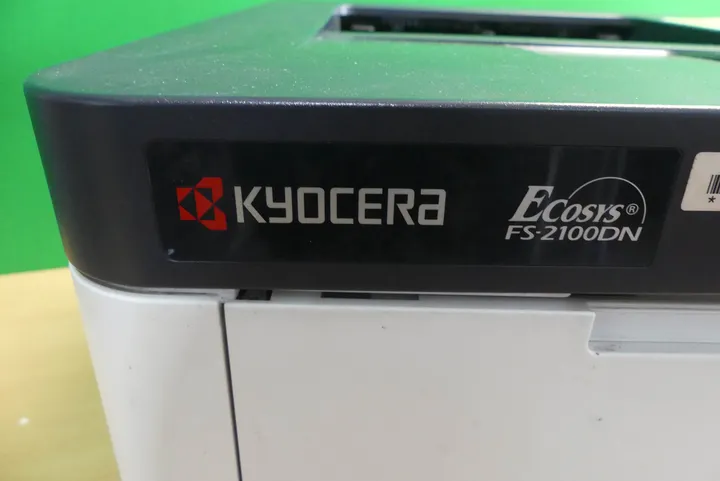 KYOCERA
ECOSYS®
FS-2100DN
*